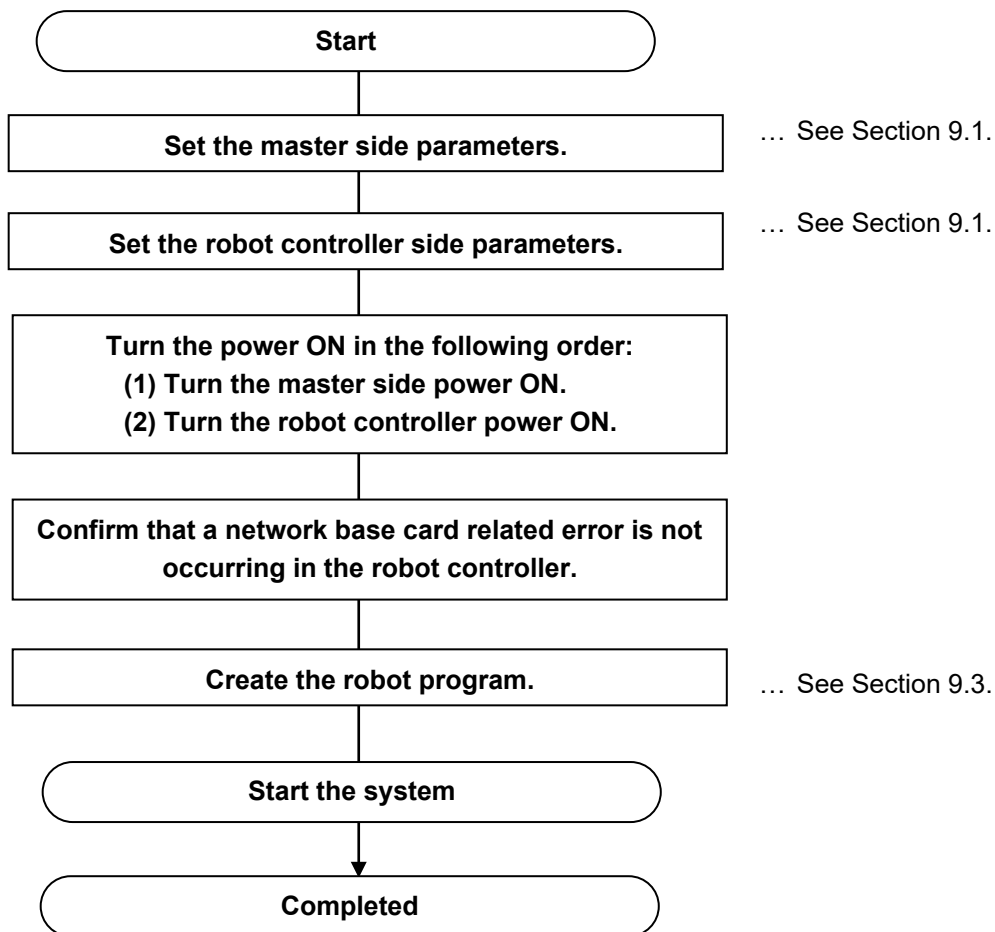 Start
Set the master side parameters.
… See Section 9.1.
Set the robot controller side parameters.
… See Section 9.1.
Turn the power ON in the following order:
(1) Turn the master side power ON.
(2) Turn the robot controller power ON.
Confirm that a network base card related error is not
occurring in the robot controller.
Create the robot program.
… See Section 9.3.
Start the system
Completed